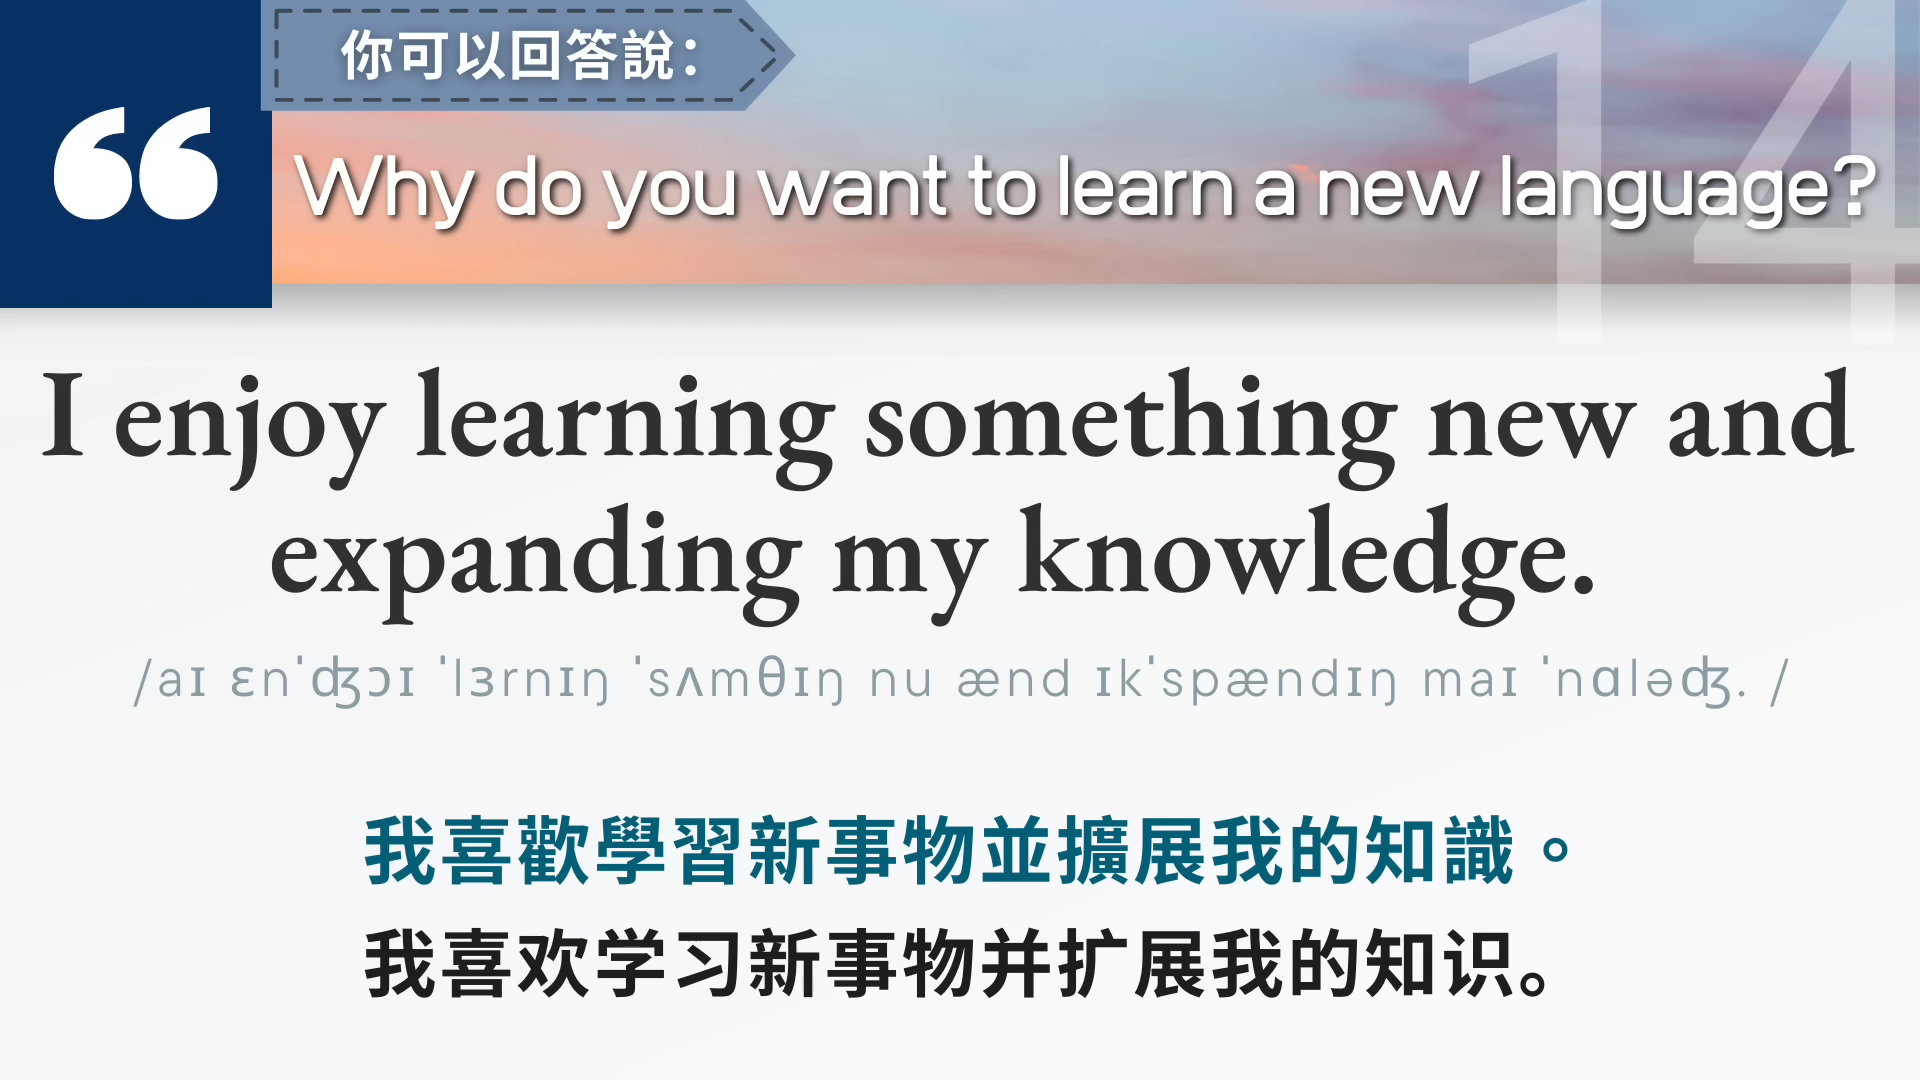 你可以回答說：
14
Why do you want to learn a new language?
I enjoy learning something new and
expanding my knowledge.
/aɪ ɛnˈʤɔɪ ˈlɜrnɪŋ ˈsʌmθɪŋ nu ænd ɪkˈspændɪŋ maɪ ˈnɑləʤ. /
我喜歡學習新事物並擴展我的知識。
我喜欢学习新事物并扩展我的知识。